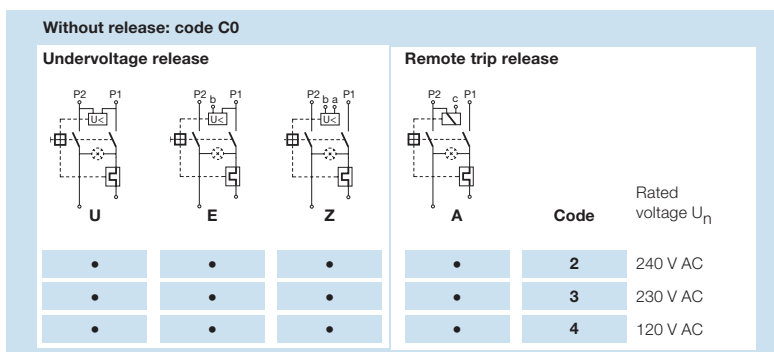 Without release: code C0
Undervoltage release
Remote trip release
P2 P1 P2 b P1 P2 b a P1 P2 c P1
U< U< U<
Rated
voltage Un
U E Z A Code
• • • • 2 240 V AC
• • • • 3 230 V AC
• • • • 4 120 V AC